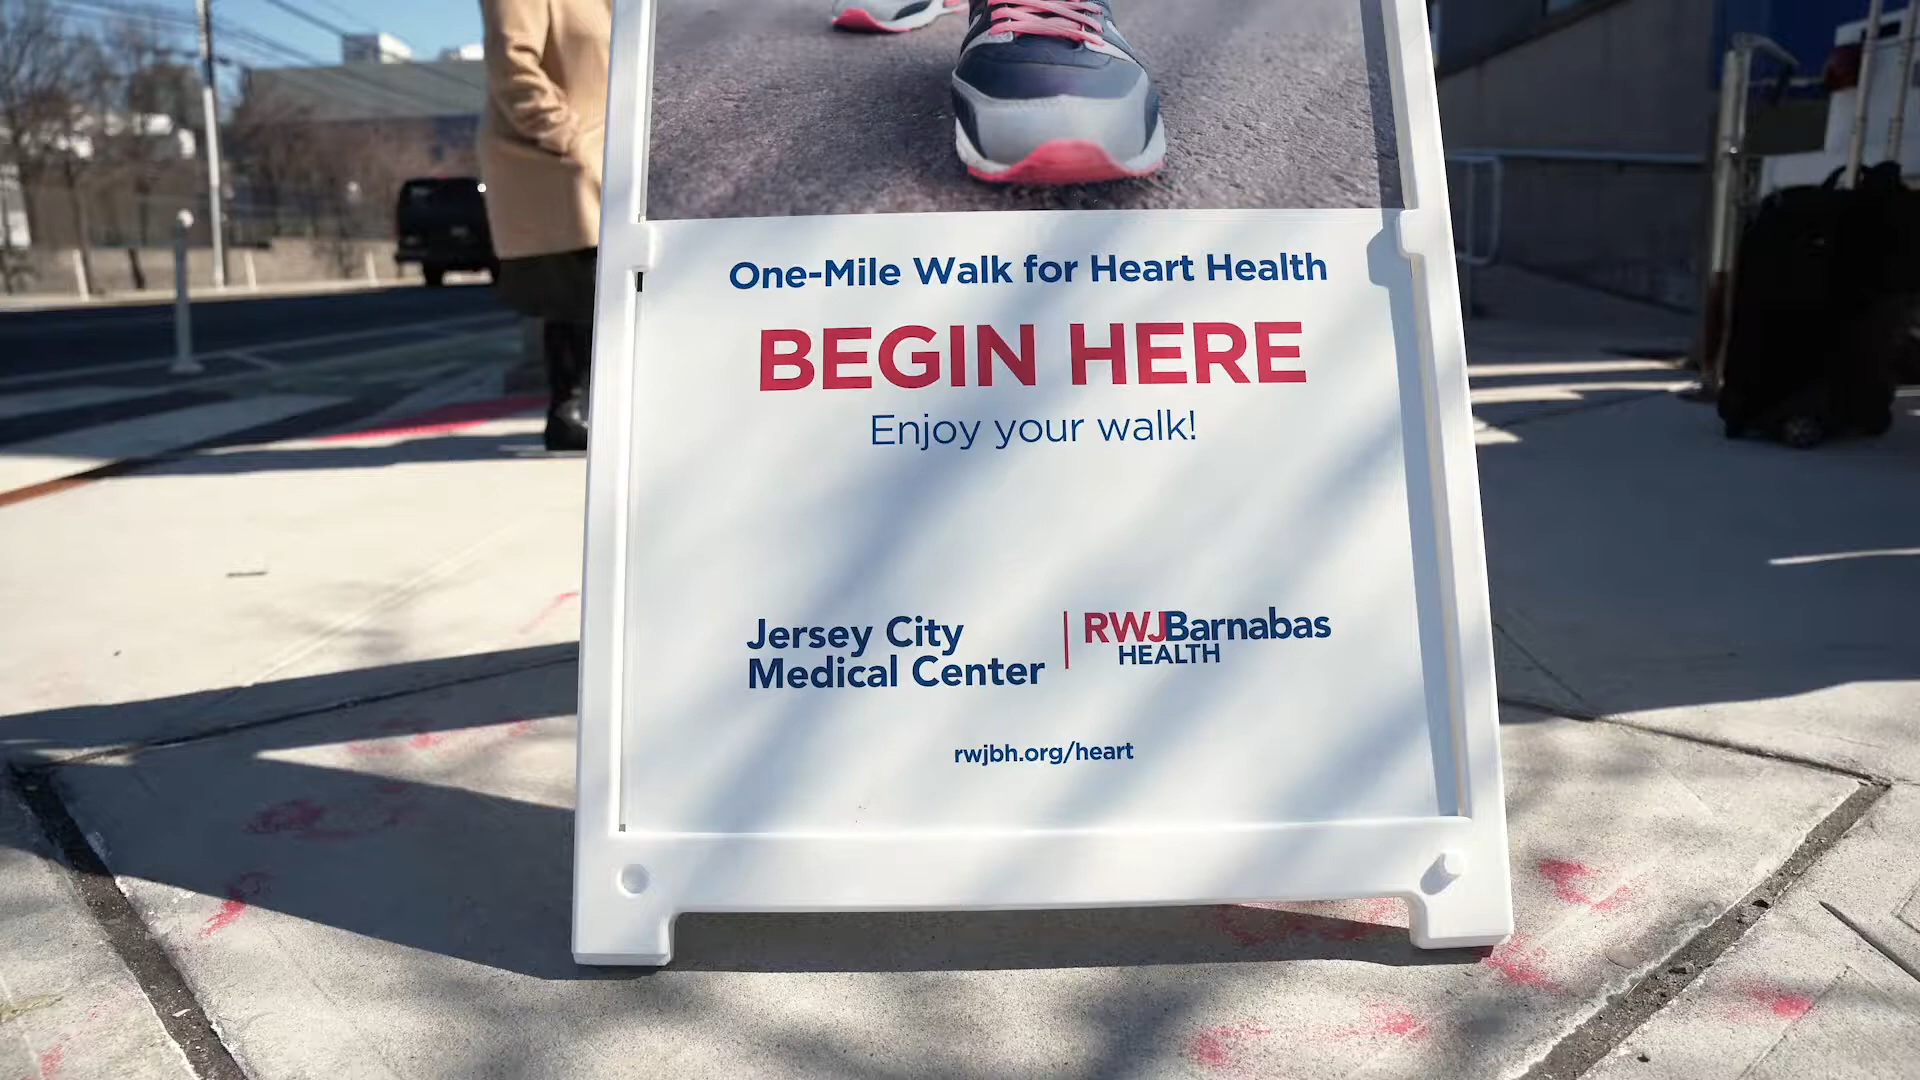 One-Mile Walk for Heart Health
BEGIN HERE
Enjoy your walk!
Jersey City
Medical Center
RWJBarnabas
HEALTH
rwjbh.org/heart